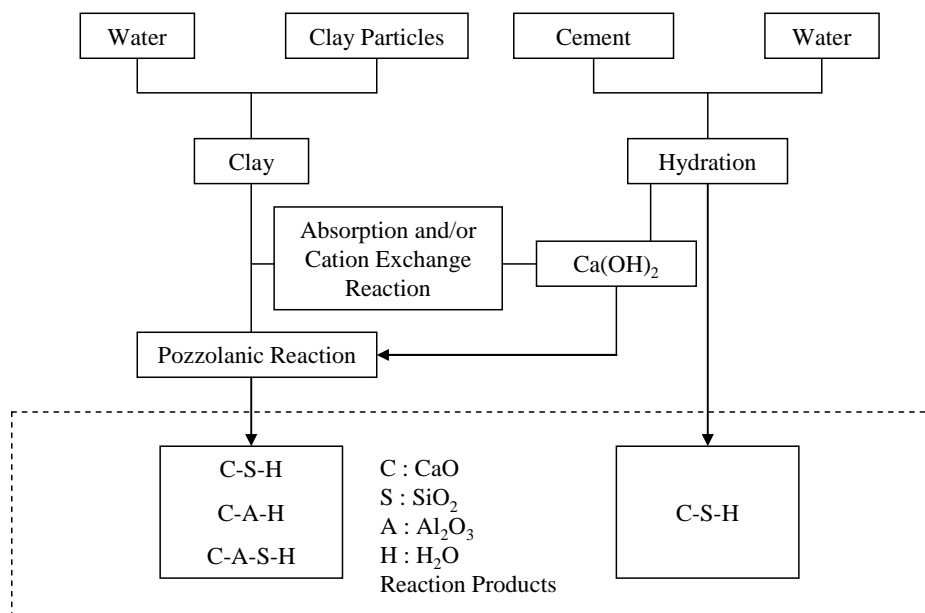 Water
Clay Particles
Cement
Water
Clay
Hydration
Absorption and/or
Cation Exchange
Reaction
Ca(OH)₂
Pozzolanic Reaction
C-S-H
C-A-H
C-A-S-H
C : CaO
S : SiO₂
A : Al₂O₃
H : H₂O
Reaction Products
C-S-H